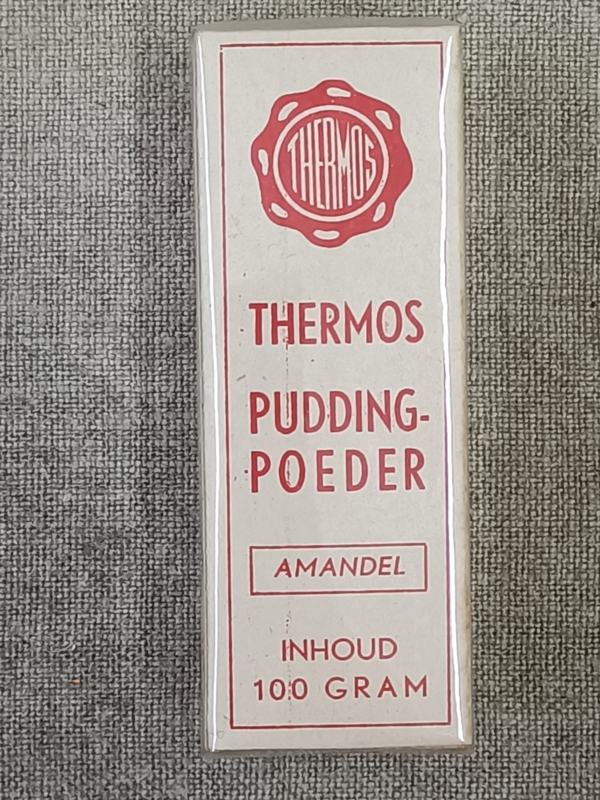 THERMOS
THERMOS
PUDDING-
POEDER
AMANDEL
INHOUD
100 GRAM